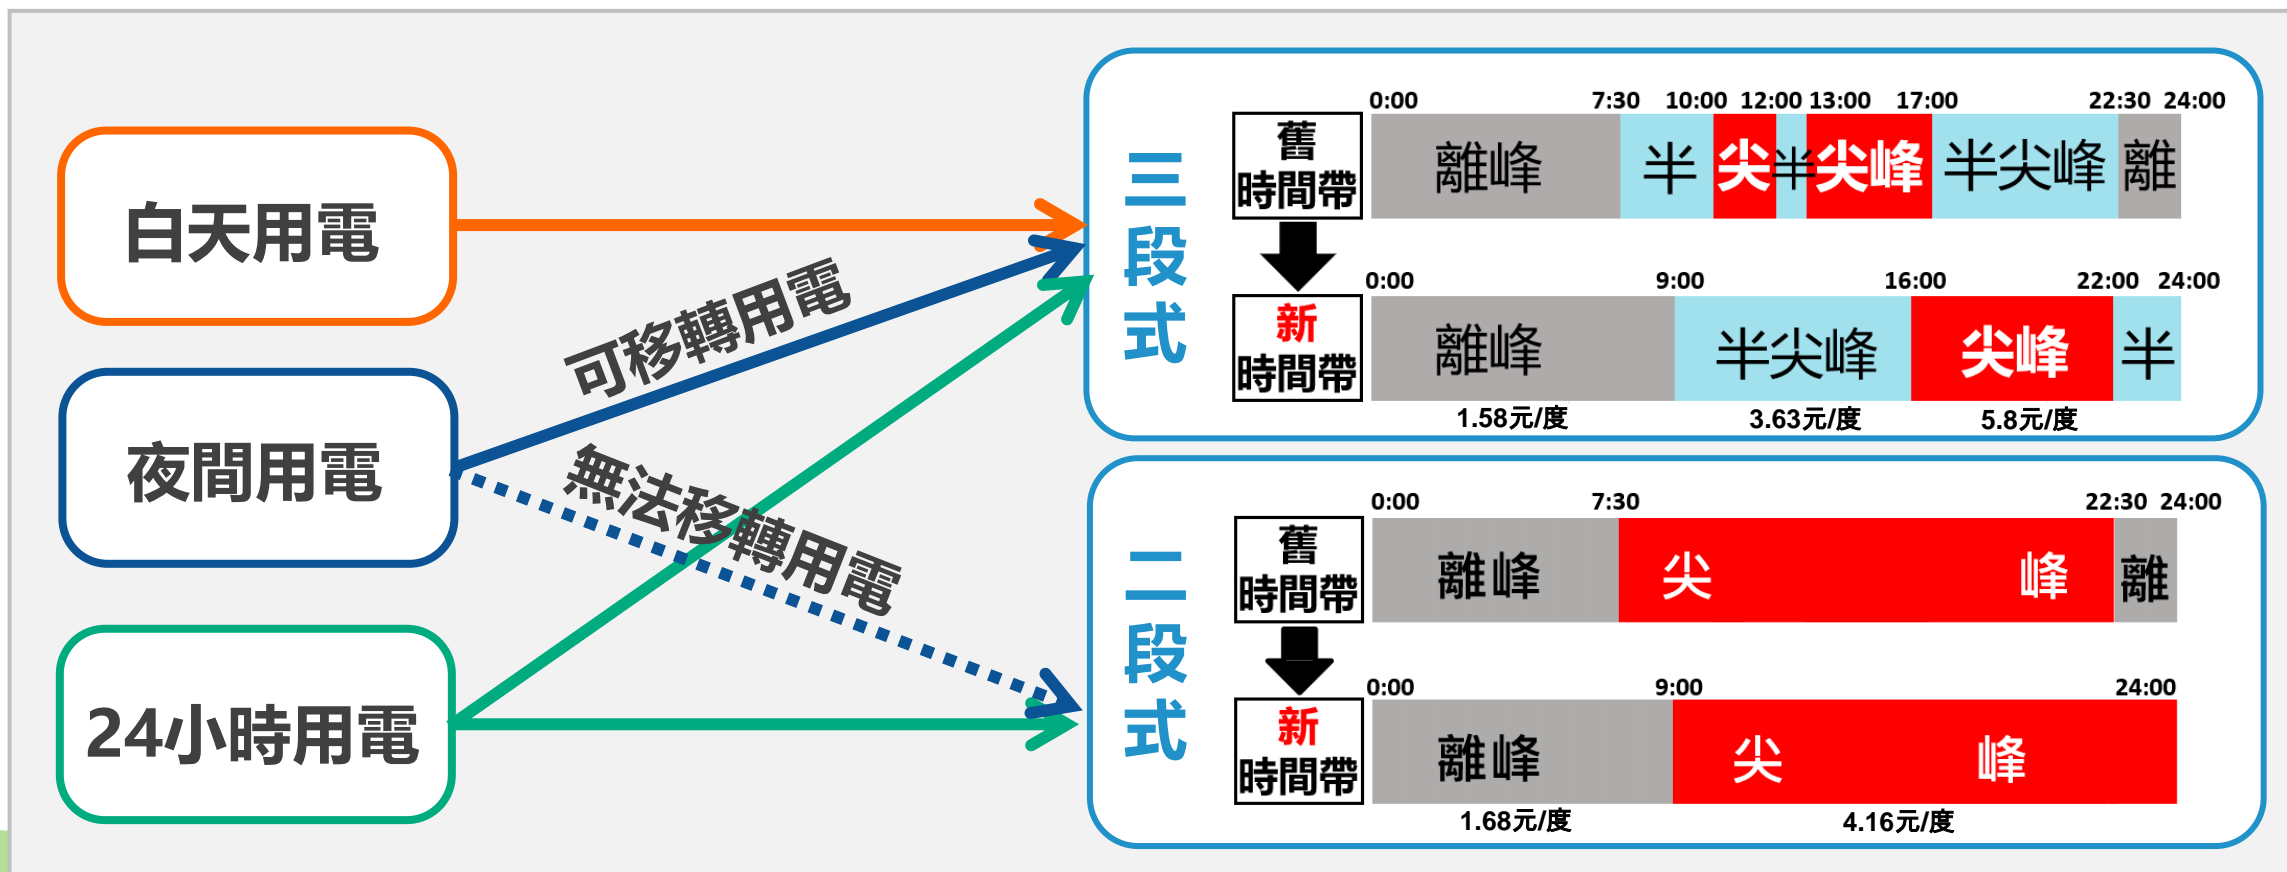 白天用電
夜間用電
24小時用電
可移轉用電
無法移轉用電
三段式
0:00 7:30 10:00 12:00 13:00 17:00 22:30 24:00
舊
時間帶
離峰 半 尖 半 尖峰 半尖峰 離
0:00 9:00 16:00 22:00 24:00
新
時間帶
離峰 半尖峰 尖峰 半
1.58元/度 3.63元/度 5.8元/度
二段式
0:00 7:30 22:30 24:00
舊
時間帶
離峰 尖 峰 離
0:00 9:00 24:00
新
時間帶
離峰 尖 峰
1.68元/度 4.16元/度